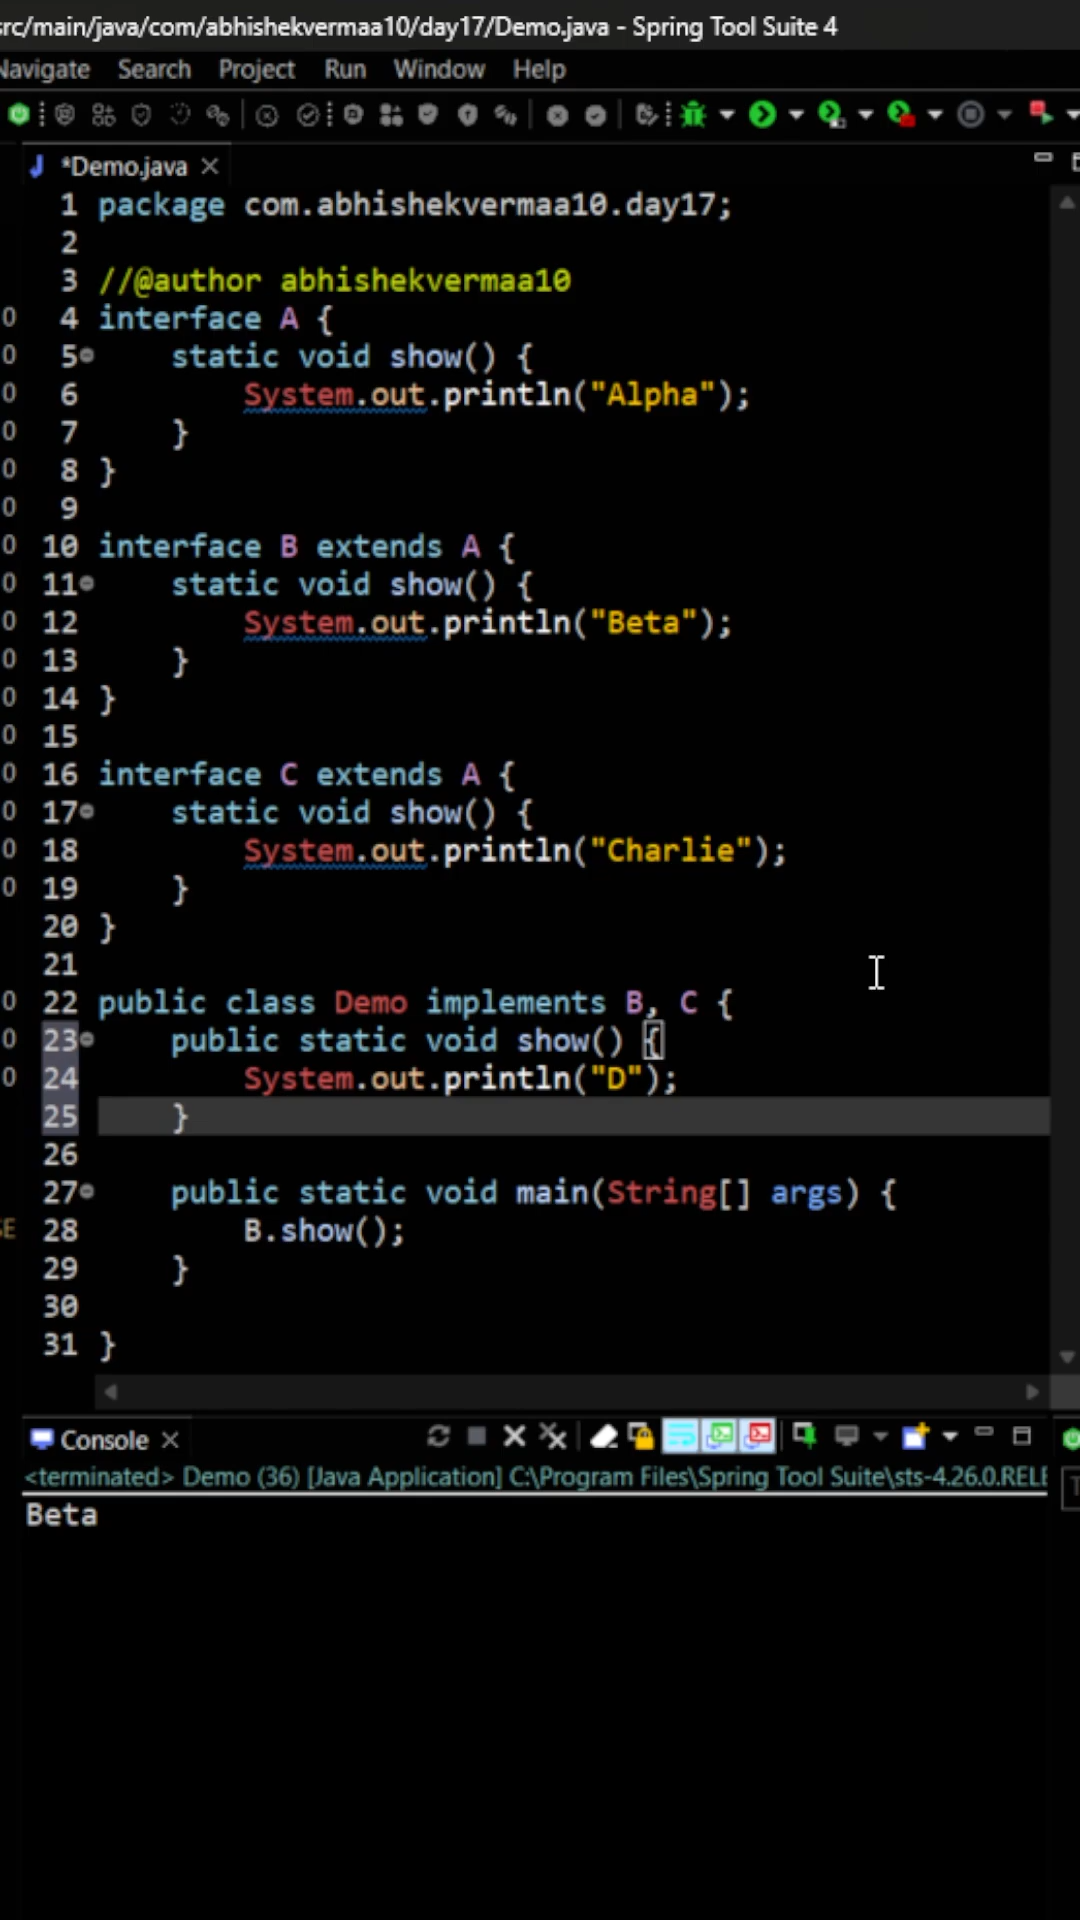 src/main/java/com/abhishekvermaa10/day17/Demo.java - Spring Tool Suite 4
Navigate Search Project Run Window Help
*Demo.java
1 package com.abhishekvermaa10.day17;
2
3 //@author abhishekvermaa10
4 interface A {
5 static void show() {
6 System.out.println("Alpha");
7 }
8 }
9
10 interface B extends A {
11 static void show() {
12 System.out.println("Beta");
13 }
14 }
15
16 interface C extends A {
17 static void show() {
18 System.out.println("Charlie");
19 }
20 }
21
22 public class Demo implements B, C {
23 public static void show() {
24 System.out.println("D");
25 }
26
27 public static void main(String[] args) {
28 B.show();
29 }
30
31 }
Console
<terminated> Demo (36) [Java Application] C:\Program Files\Spring Tool Suite\sts-4.26.0.RELE
Beta